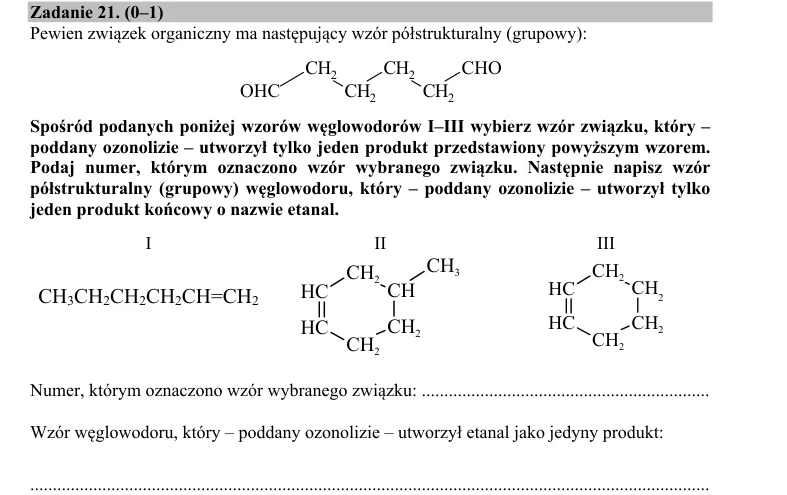 Zadanie 21. (0–1)
Pewien związek organiczny ma następujący wzór półstrukturalny (grupowy):
CH₂ CH₂ CHO
OHC CH₂ CH₂
Spośród podanych poniżej wzorów węglowodorów I–III wybierz wzór związku, który –
poddany ozonolizie – utworzył tylko jeden produkt przedstawiony powyższym wzorem.
Podaj numer, którym oznaczono wzór wybranego związku. Następnie napisz wzór
półstrukturalny (grupowy) węglowodoru, który – poddany ozonolizie – utworzył tylko
jeden produkt końcowy o nazwie etanal.
I II III
CH₂ CH₃ CH₂
CH₃CH₂CH₂CH₂CH=CH₂ HC CH HC CH₂
HC CH₂ HC CH₂
CH₂ CH₂
Numer, którym oznaczono wzór wybranego związku: ................................................................
Wzór węglowodoru, który – poddany ozonolizie – utworzył etanal jako jedyny produkt:
.......................................................................................................................................................